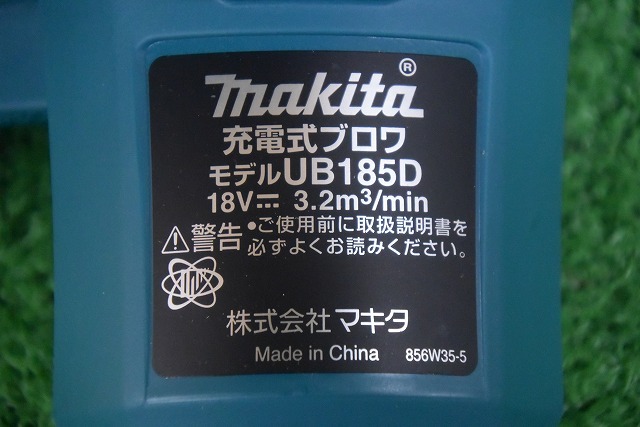 makita®
充電式ブロワ
モデルUB185D
18V⎓ 3.2m³/min
⚠警告 •ご使用前に取扱説明書を
必ずよくお読みください。
株式会社 マキタ
Made in China 856W35-5